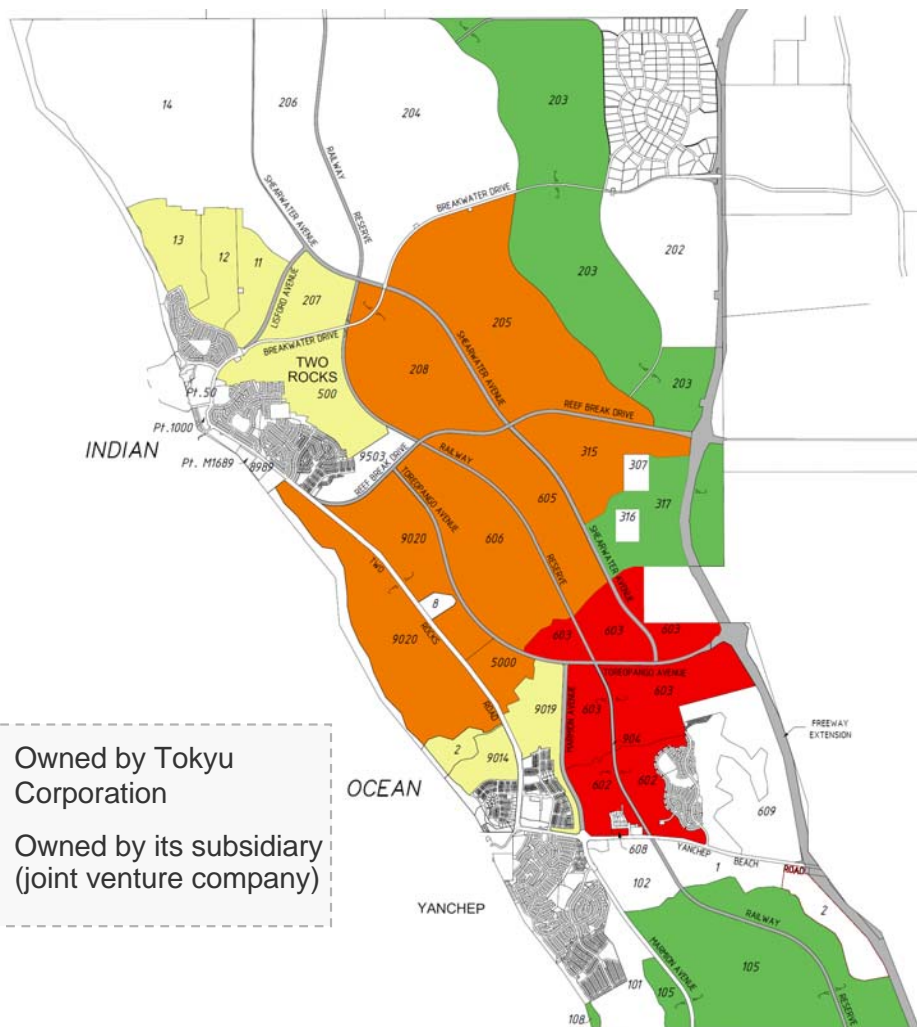 203
14
206
204
RAILWAY
SHEARWATER AVENUE
BREAKWATER DRIVE
RESERVE
13
12
11
LISFORD AVENUE
207
203
202
205
BREAKWATER DRIVE
TWO
ROCKS
208
SHEARWATER AVENUE
203
Pt.50
500
REEF BREAK DRIVE
Pt.1000
INDIAN
Pt. M1689
8989
9503
REEF BREAK DRIVE
RAILWAY
315
307
TOREOPANGO AVENUE
605
317
316
9020
606
SHEARWATER AVENUE
TWO
RESERVE
8
9020
ROCKS
603
603
603
5000
TOREOPANGO AVENUE
603
ROAD
9019
MARMION AVENUE
603
FREEWAY
EXTENSION
904
2
9014
602
602
609
Owned by Tokyu
Corporation
Owned by its subsidiary
(joint venture company)
OCEAN
608
YANCHEP
BEACH
ROAD
1
102
2
YANCHEP
RAILWAY
MARMION AVENUE
105
101
105
RESERVE
108